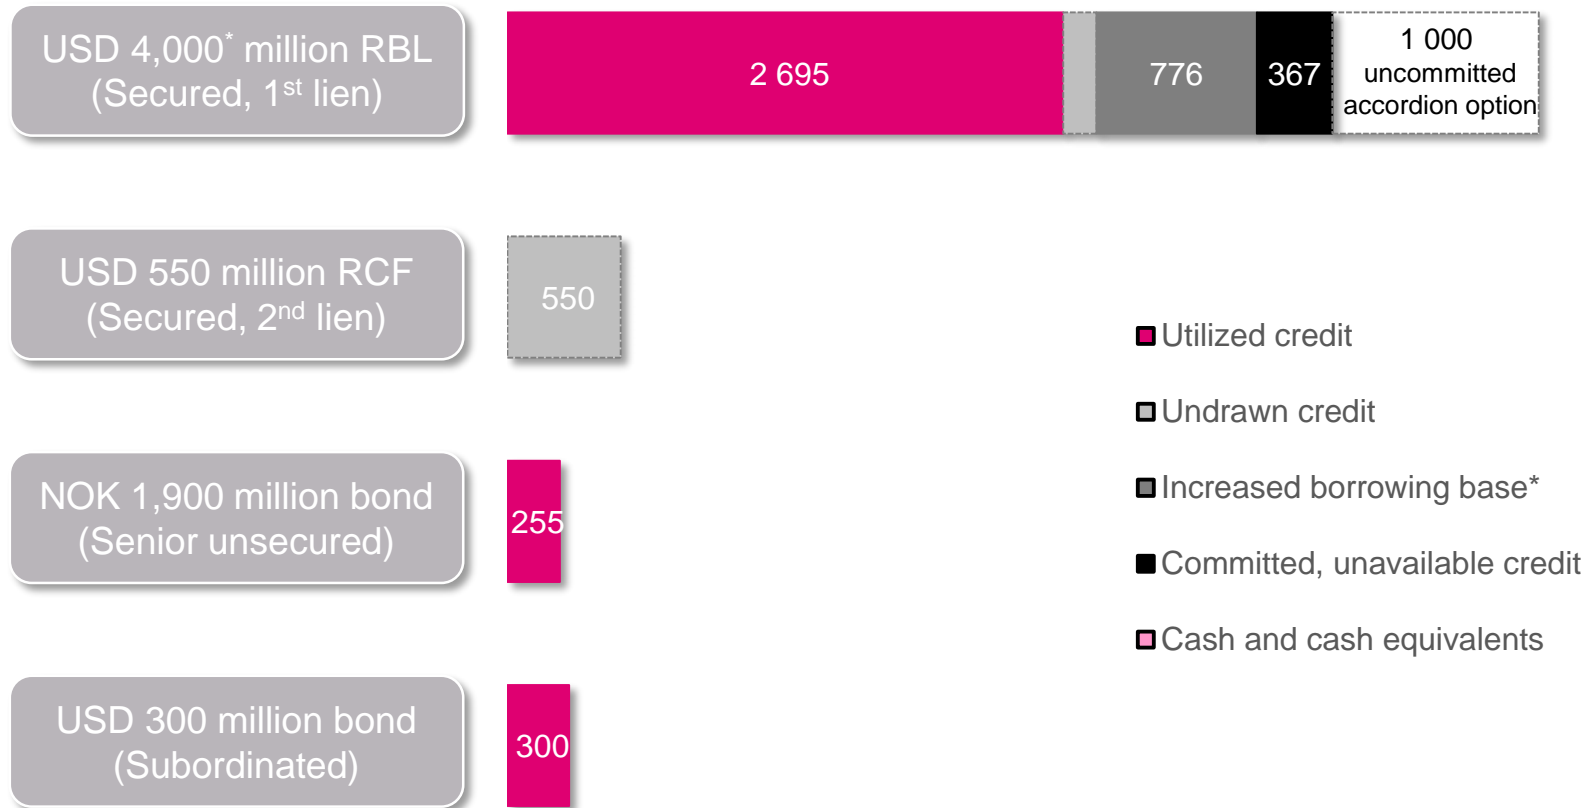 USD 4,000* million RBL
(Secured, 1st lien)
2 695
776
367
1 000
uncommitted
accordion option
USD 550 million RCF
(Secured, 2nd lien)
550
NOK 1,900 million bond
(Senior unsecured)
255
USD 300 million bond
(Subordinated)
300
Utilized credit
Undrawn credit
Increased borrowing base*
Committed, unavailable credit
Cash and cash equivalents